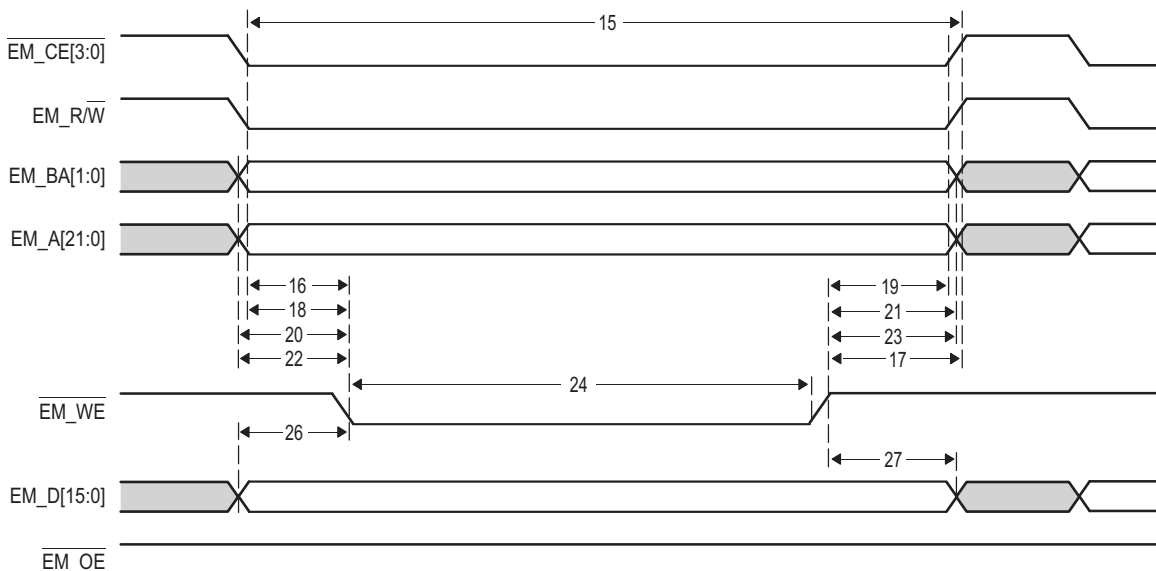 15
EM_CE[3:0]
EM_R/W
EM_BA[1:0]
EM_A[21:0]
16
19
18
21
20
23
22
17
24
EM_WE
26
27
EM_D[15:0]
EM_OE